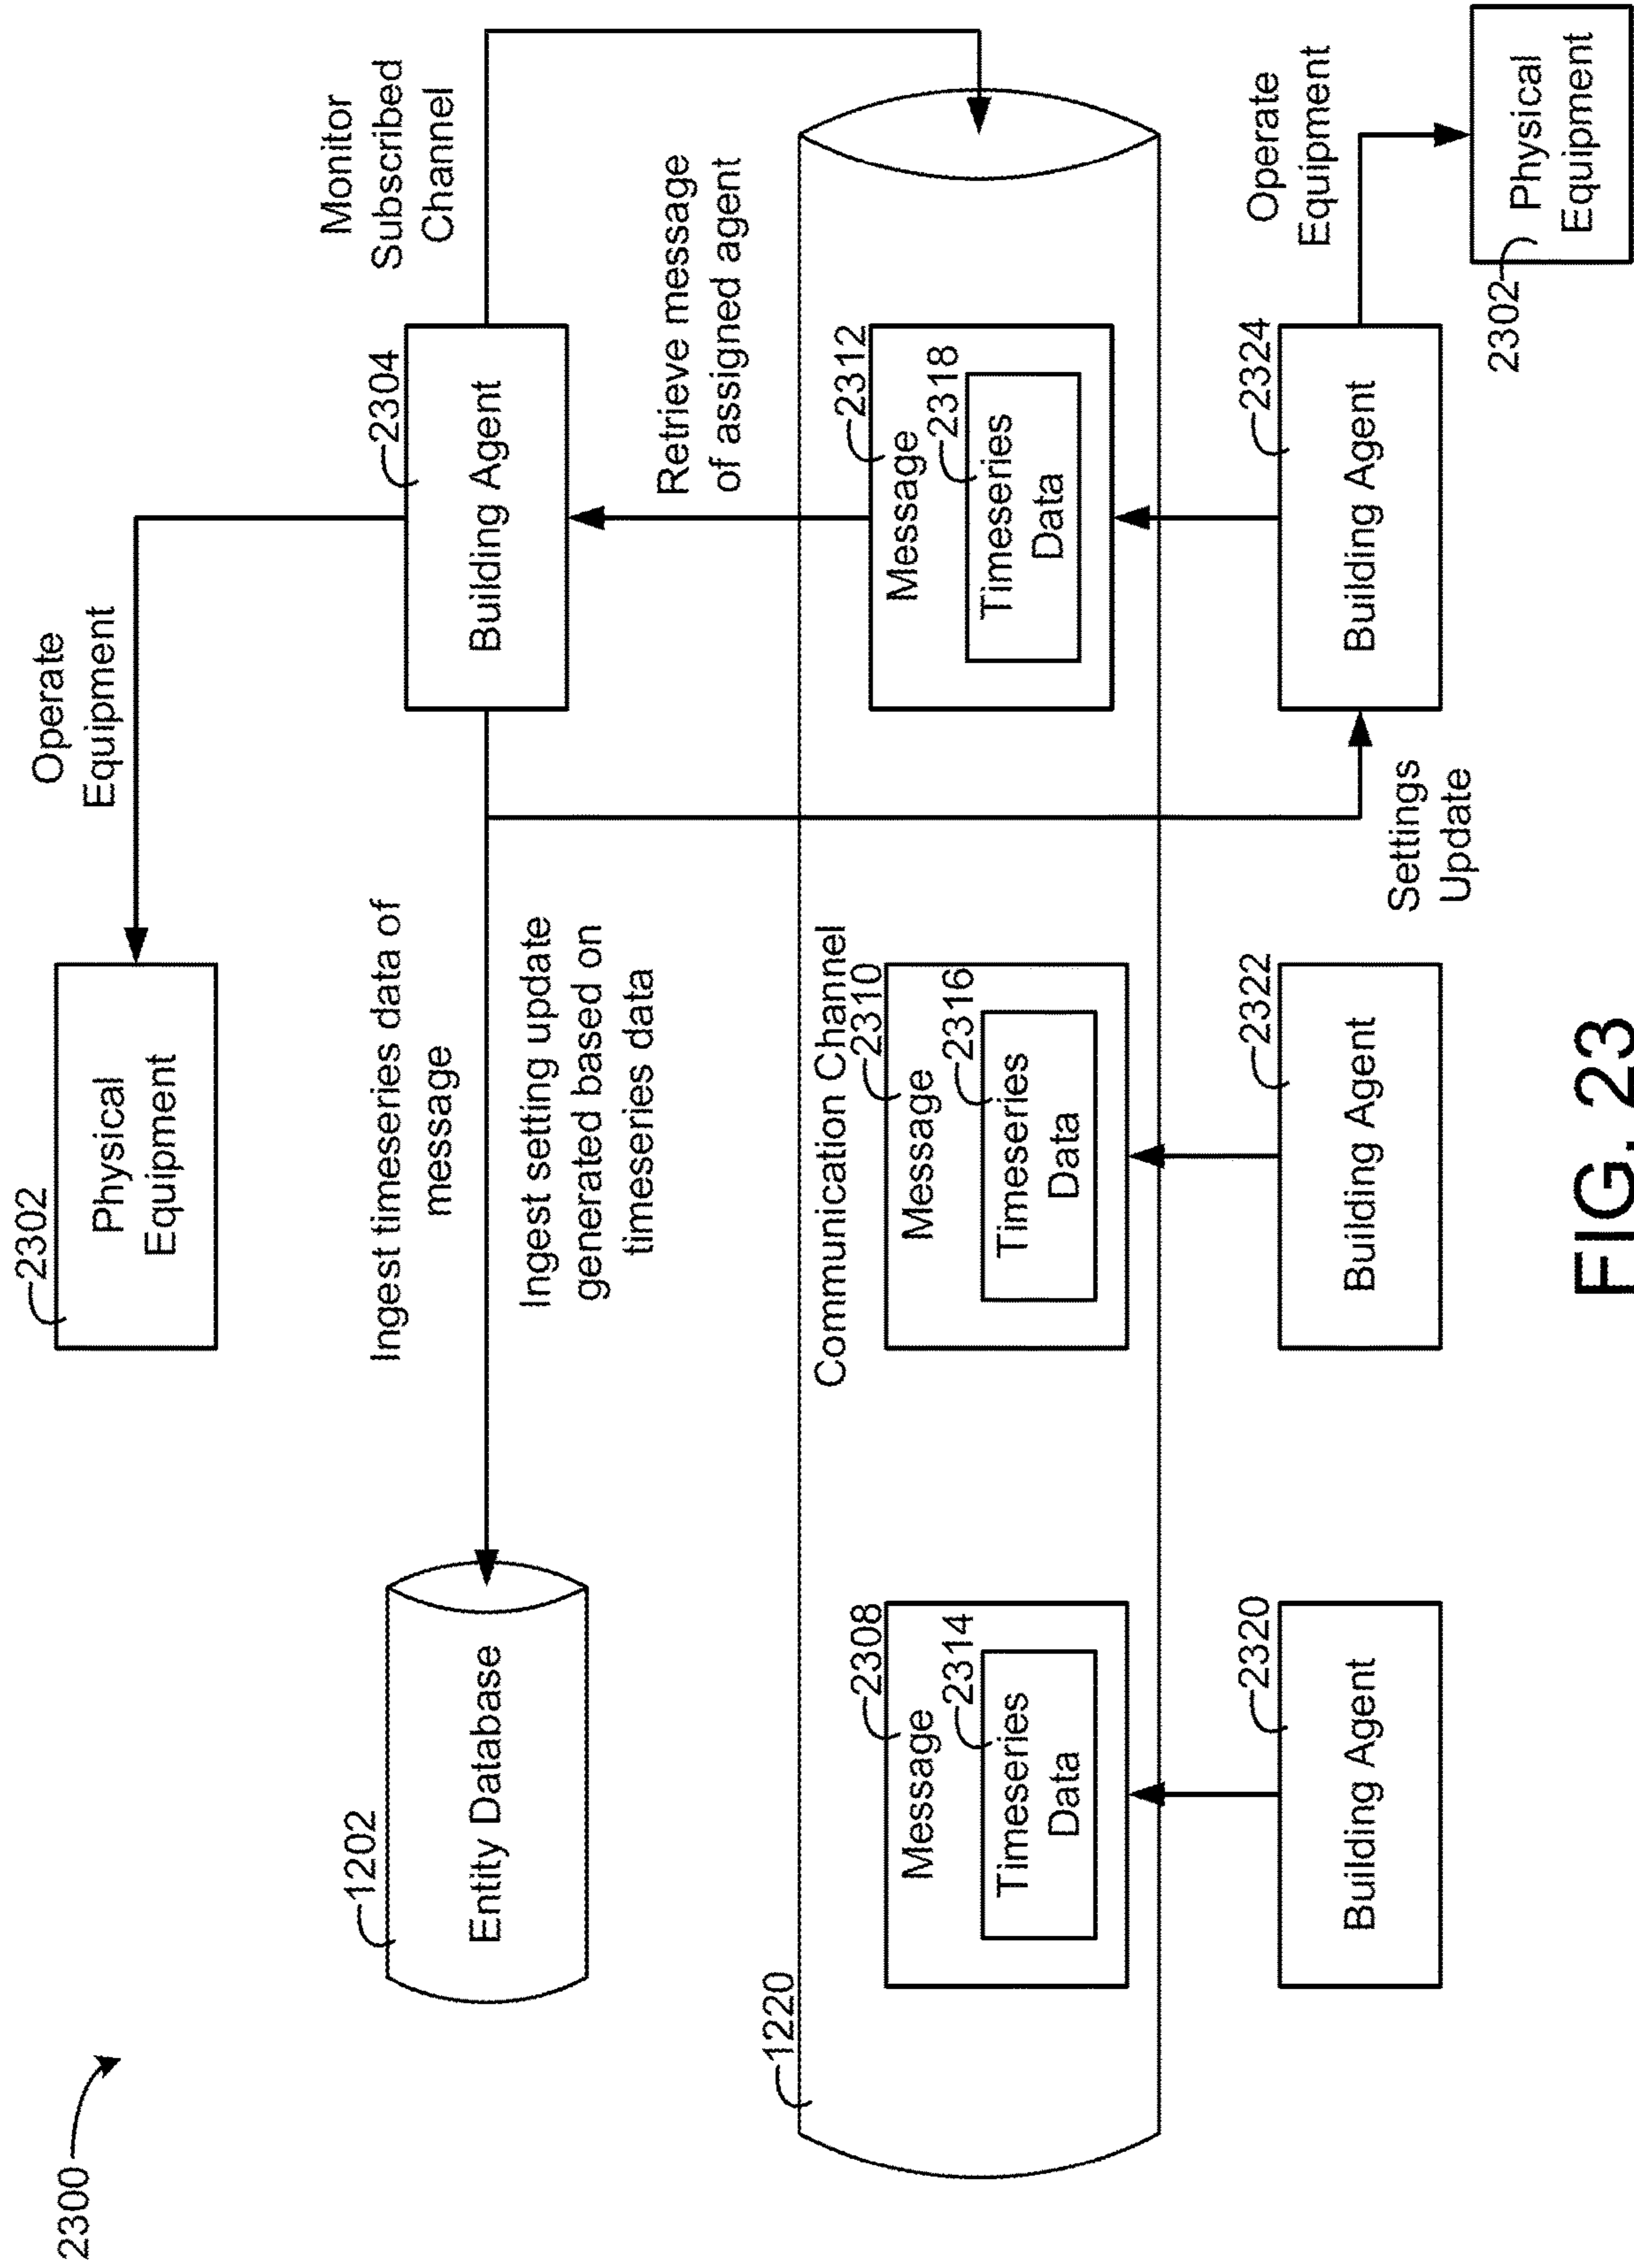 2300
2302
Physical
Equipment
Operate
Equipment
1202
Entity Database
Ingest timeseries data of
message
Ingest setting update
generated based on
timeseries data
2304
Building Agent
Monitor
Subscribed
Channel
Retrieve message
of assigned agent
1220
Communication Channel
2308
Message
2314
Timeseries
Data
2310
Message
2316
Timeseries
Data
2312
Message
2318
Timeseries
Data
2320
Building Agent
2322
Building Agent
Settings
Update
2324
Building Agent
Operate
Equipment
2302
Physical
Equipment
FIG. 23